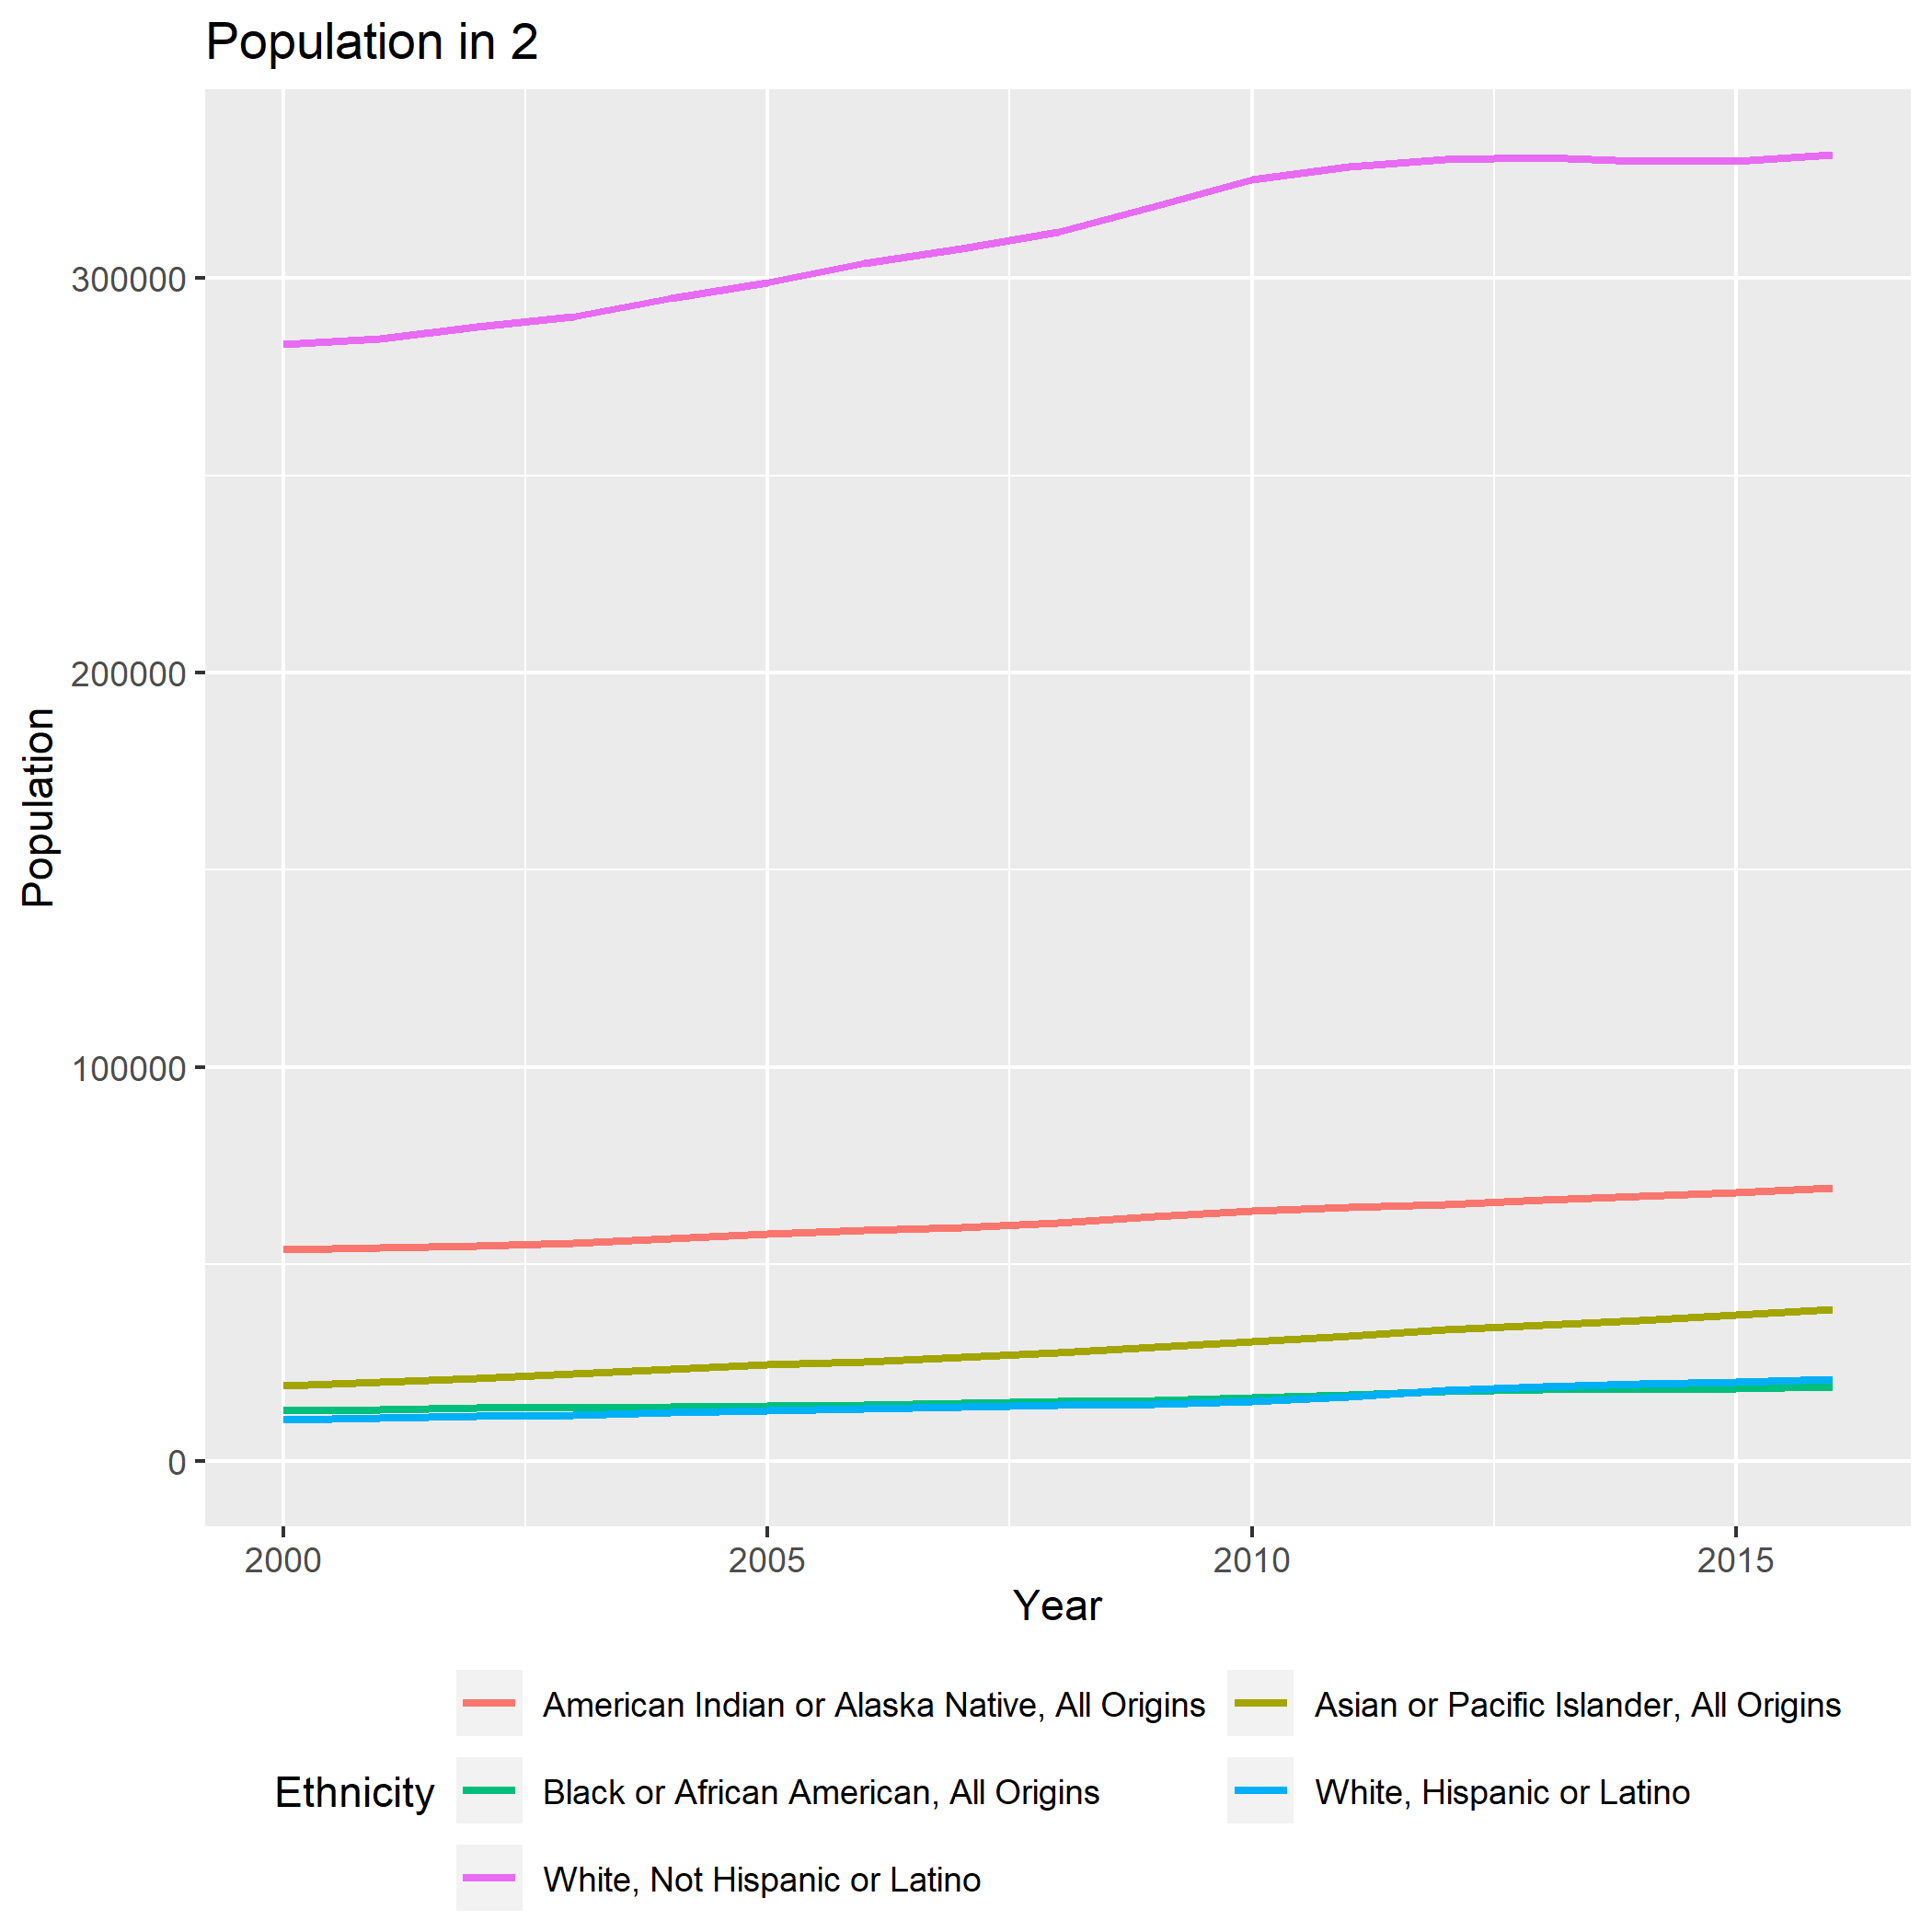 Population in 2
300000
200000
100000
0
Population
2000 2005 2010 2015
Year
Ethnicity
American Indian or Alaska Native, All Origins
Asian or Pacific Islander, All Origins
Black or African American, All Origins
White, Hispanic or Latino
White, Not Hispanic or Latino